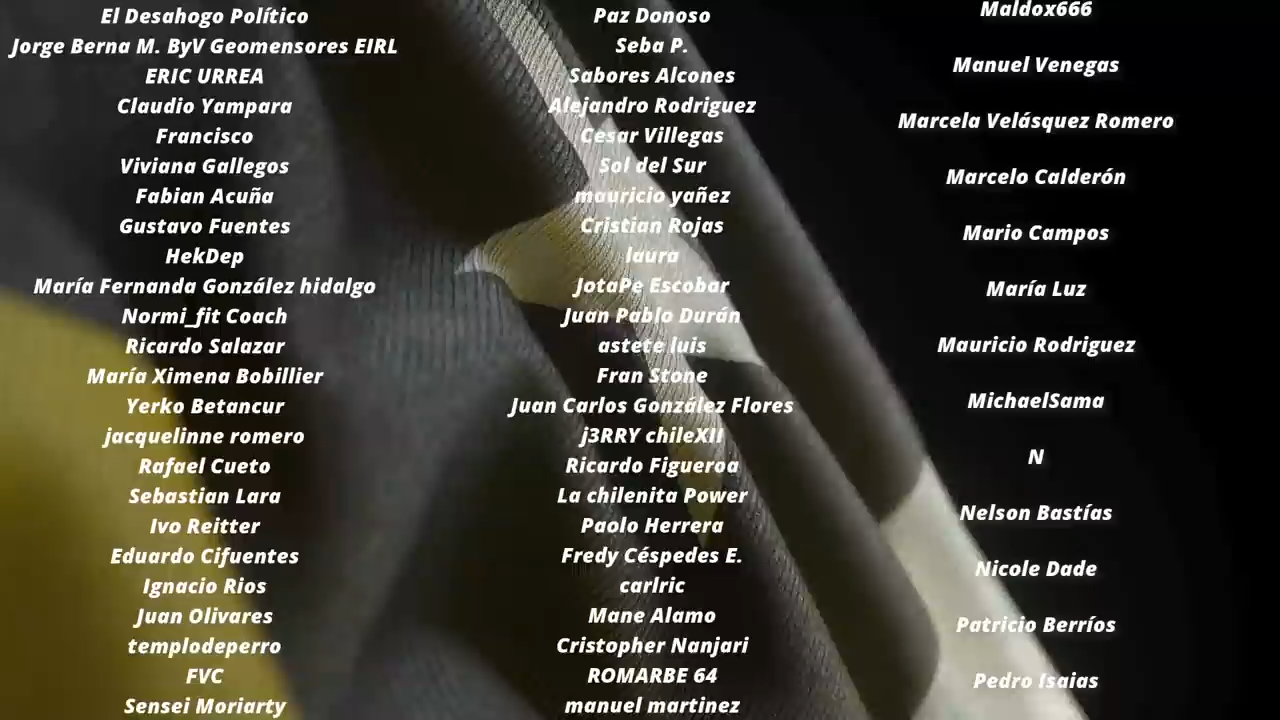 El Desahogo Político
Jorge Berna M. ByV Geomensores EIRL
ERIC URREA
Claudio Yampara
Francisco
Viviana Gallegos
Fabian Acuña
Gustavo Fuentes
HekDep
María Fernanda González hidalgo
Normi_fit Coach
Ricardo Salazar
María Ximena Bobillier
Yerko Betancur
jacquelinne romero
Rafael Cueto
Sebastian Lara
Ivo Reitter
Eduardo Cifuentes
Ignacio Rios
Juan Olivares
templodeperro
FVC
Sensei Moriarty
Paz Donoso
Seba P.
Sabores Alcones
Alejandro Rodriguez
Cesar Villegas
Sol del Sur
mauricio yañez
Cristian Rojas
laura
JotaPe Escobar
Juan Pablo Durán
astete luis
Fran Stone
Juan Carlos González Flores
j3RRY chileXII
Ricardo Figueroa
La chilenita Power
Paolo Herrera
Fredy Céspedes E.
carlric
Mane Alamo
Cristopher Nanjari
ROMARBE 64
manuel martinez
Maldox666
Manuel Venegas
Marcela Velásquez Romero
Marcelo Calderón
Mario Campos
María Luz
Mauricio Rodriguez
MichaelSama
N
Nelson Bastías
Nicole Dade
Patricio Berríos
Pedro Isaias